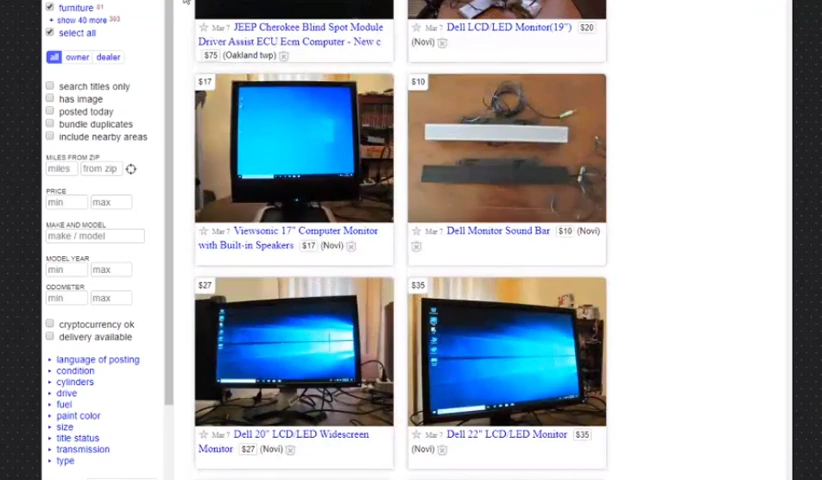 furniture 61
+ show 40 more 393
select all
all owner dealer
search titles only
has image
posted today
bundle duplicates
include nearby areas
MILES FROM ZIP
miles from zip
PRICE
min max
MAKE AND MODEL
make / model
MODEL YEAR
min max
ODOMETER
min max
cryptocurrency ok
delivery available
language of posting
condition
cylinders
drive
fuel
paint color
size
title status
transmission
type
Mar 7 JEEP Cherokee Blind Spot Module
Driver Assist ECU Ecm Computer - New c
$75 (Oakland twp)
Mar 7 Dell LCD/LED Monitor(19") $20
(Novi)
$17
Mar 7 Viewsonic 17" Computer Monitor
with Built-in Speakers $17 (Novi)
$10
Mar 7 Dell Monitor Sound Bar $10 (Novi)
$27
Mar 7 Dell 20" LCD/LED Widescreen
Monitor $27 (Novi)
$35
Mar 7 Dell 22" LCD/LED Monitor $35
(Novi)